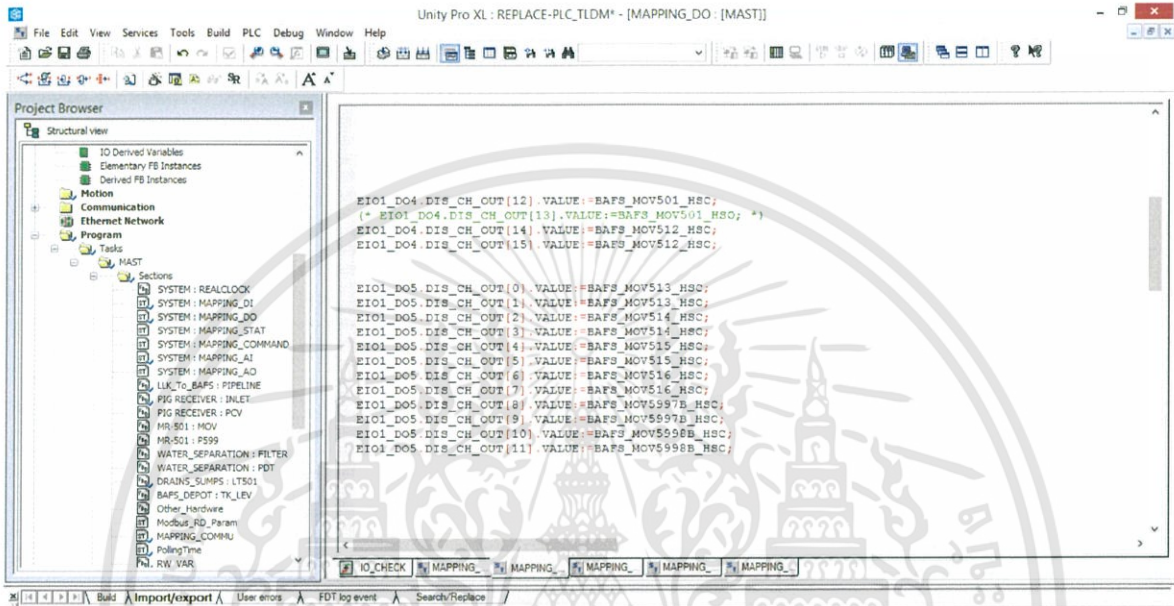 Unity Pro XL : REPLACE-PLC_TLDM* - [MAPPING_DO : [MAST]]
File Edit View Services Tools Build PLC Debug Window Help
Project Browser
Structural view
IO Derived Variables
Elementary FB Instances
Derived FB Instances
Motion
Communication
Ethernet Network
Program
Tasks
MAST
Sections
SYSTEM : REALCLOCK
SYSTEM : MAPPING_DI
SYSTEM : MAPPING_DO
SYSTEM : MAPPING_STAT
SYSTEM : MAPPING_COMMAND
SYSTEM : MAPPING_AI
SYSTEM : MAPPING_AO
LLK_To_BAFS : PIPELINE
PIG RECEIVER : INLET
PIG RECEIVER : PCV
MR-501 : MOV
MR-501 : P599
WATER_SEPARATION : FILTER
WATER_SEPARATION : PDT
DRAINS_SUMPS : LT501
BAFS_DEPOT : TK_LEV
Other_Hardwire
Modbus_RD_Param
MAPPING_COMMU
PollingTime
RW_VAR
EIO1_DO4.DIS_CH_OUT[12].VALUE:=BAFS_MOV501_HSC;
(* EIO1_DO4.DIS_CH_OUT[13].VALUE:=BAFS_MOV501_HSO; *)
EIO1_DO4.DIS_CH_OUT[14].VALUE:=BAFS_MOV512_HSC;
EIO1_DO4.DIS_CH_OUT[15].VALUE:=BAFS_MOV512_HSC;
EIO1_DO5.DIS_CH_OUT[0].VALUE:=BAFS_MOV513_HSC;
EIO1_DO5.DIS_CH_OUT[1].VALUE:=BAFS_MOV513_HSC;
EIO1_DO5.DIS_CH_OUT[2].VALUE:=BAFS_MOV514_HSC;
EIO1_DO5.DIS_CH_OUT[3].VALUE:=BAFS_MOV514_HSC;
EIO1_DO5.DIS_CH_OUT[4].VALUE:=BAFS_MOV515_HSC;
EIO1_DO5.DIS_CH_OUT[5].VALUE:=BAFS_MOV515_HSC;
EIO1_DO5.DIS_CH_OUT[6].VALUE:=BAFS_MOV516_HSC;
EIO1_DO5.DIS_CH_OUT[7].VALUE:=BAFS_MOV516_HSC;
EIO1_DO5.DIS_CH_OUT[8].VALUE:=BAFS_MOV5997B_HSC;
EIO1_DO5.DIS_CH_OUT[9].VALUE:=BAFS_MOV5997B_HSC;
EIO1_DO5.DIS_CH_OUT[10].VALUE:=BAFS_MOV5998B_HSC;
EIO1_DO5.DIS_CH_OUT[11].VALUE:=BAFS_MOV5998B_HSC;
IO_CHECK MAPPING_ MAPPING_ MAPPING_ MAPPING_ MAPPING_
Build Import/export User errors FDT log event Search/Replace